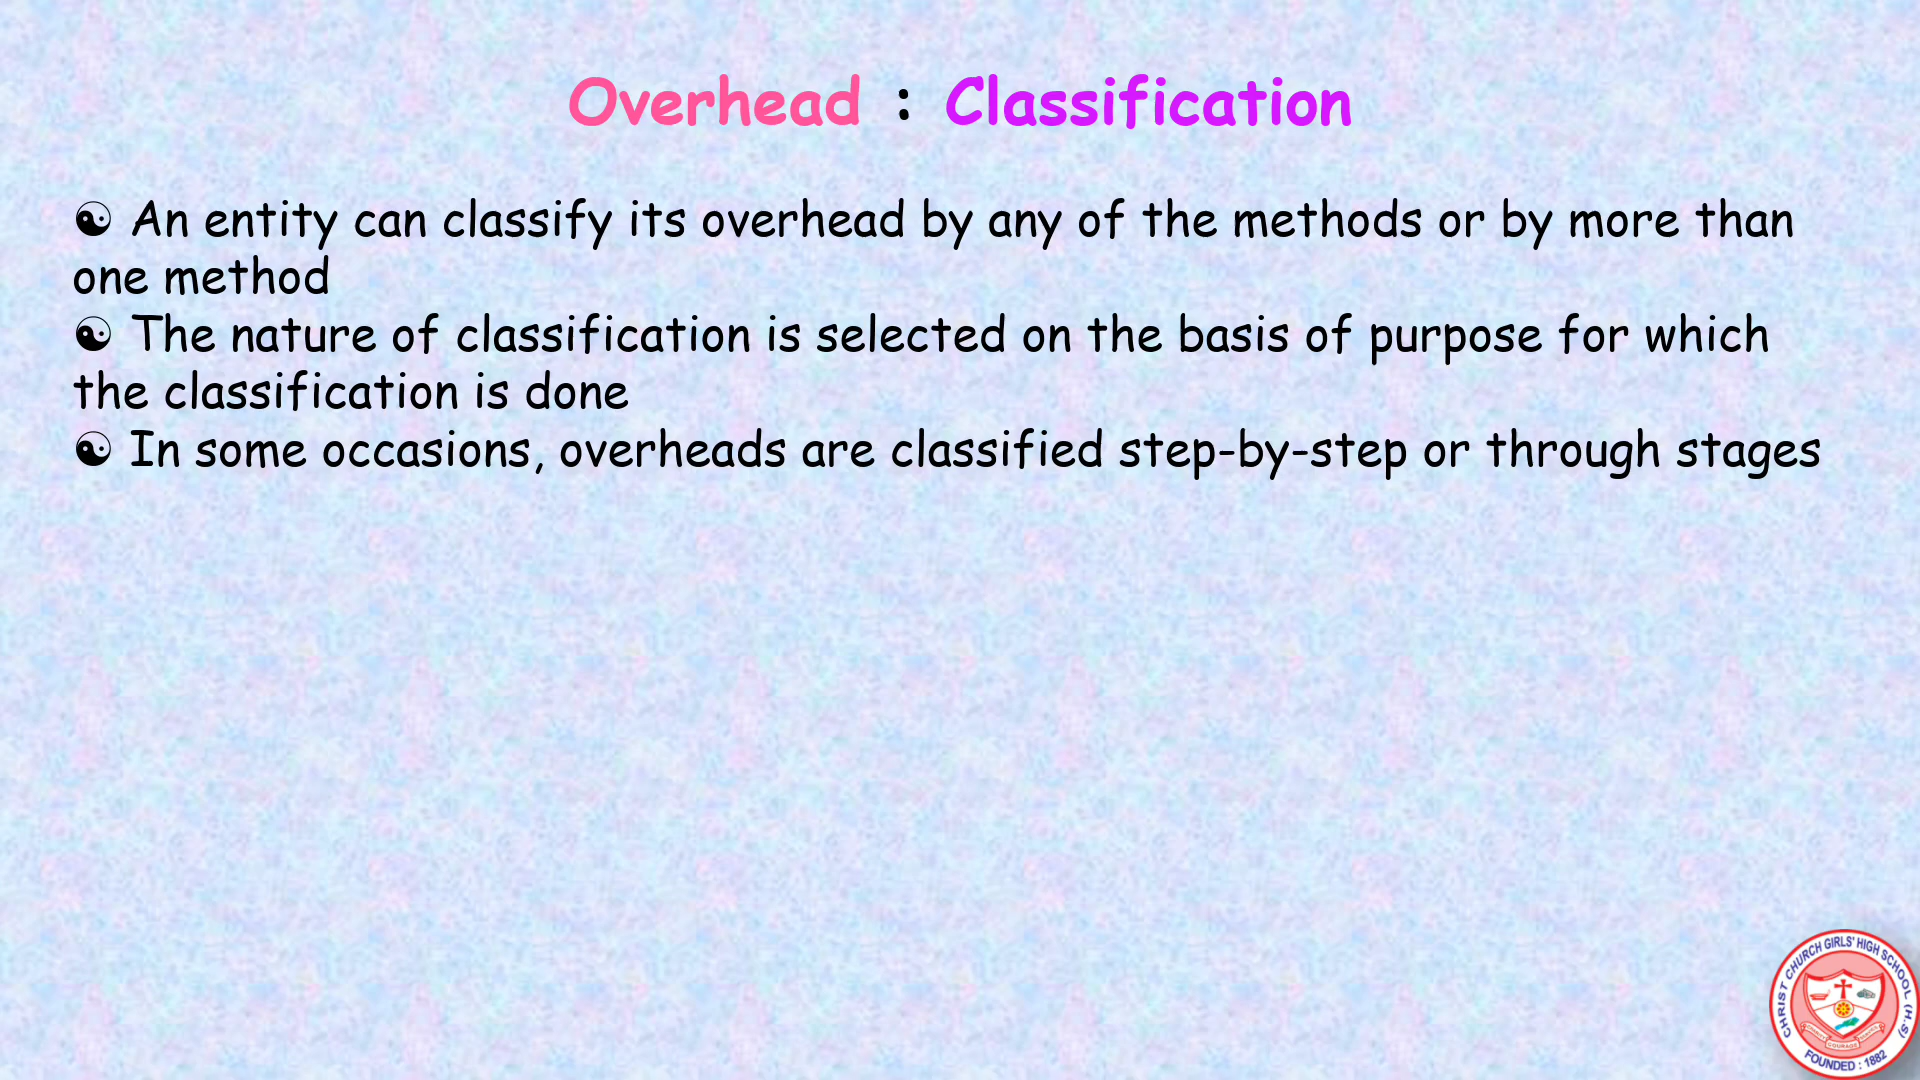 Overhead : Classification
☯ An entity can classify its overhead by any of the methods or by more than
one method
☯ The nature of classification is selected on the basis of purpose for which
the classification is done
☯ In some occasions, overheads are classified step-by-step or through stages
CHRIST CHURCH GIRLS' HIGH SCHOOL (H.S)
COURAGE
FOUNDED : 1882